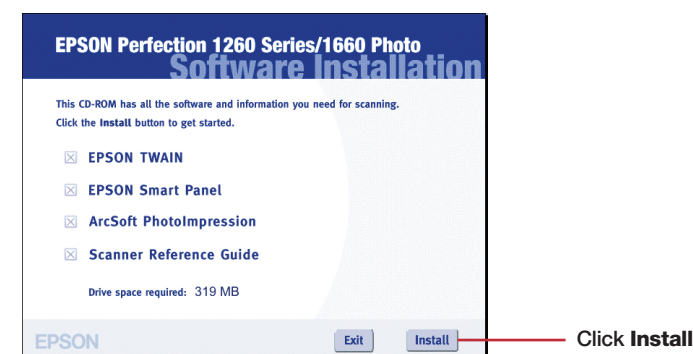 EPSON Perfection 1260 Series/1660 Photo
Software Installation
This CD-ROM has all the software and information you need for scanning.
Click the Install button to get started.
EPSON TWAIN
EPSON Smart Panel
ArcSoft PhotoImpression
Scanner Reference Guide
Drive space required: 319 MB
EPSON
Exit
Install
Click Install